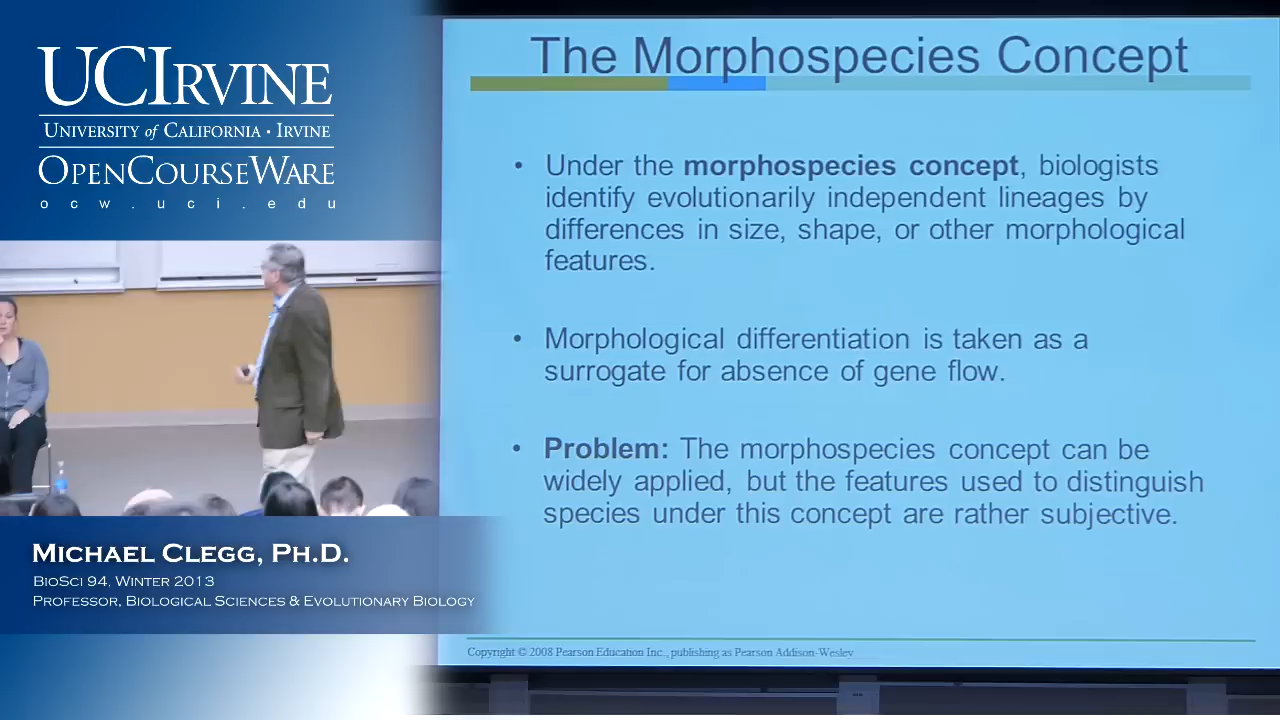 UCIRVINE
UNIVERSITY of CALIFORNIA · IRVINE
OPENCOURSEWARE
ocw.uci.edu
MICHAEL CLEGG, PH.D.
BIOSCI 94, WINTER 2013
PROFESSOR, BIOLOGICAL SCIENCES & EVOLUTIONARY BIOLOGY
The Morphospecies Concept
• Under the morphospecies concept, biologists
identify evolutionarily independent lineages by
differences in size, shape, or other morphological
features.
• Morphological differentiation is taken as a
surrogate for absence of gene flow.
• Problem: The morphospecies concept can be
widely applied, but the features used to distinguish
species under this concept are rather subjective.
Copyright © 2008 Pearson Education Inc., publishing as Pearson Addison-Wesley